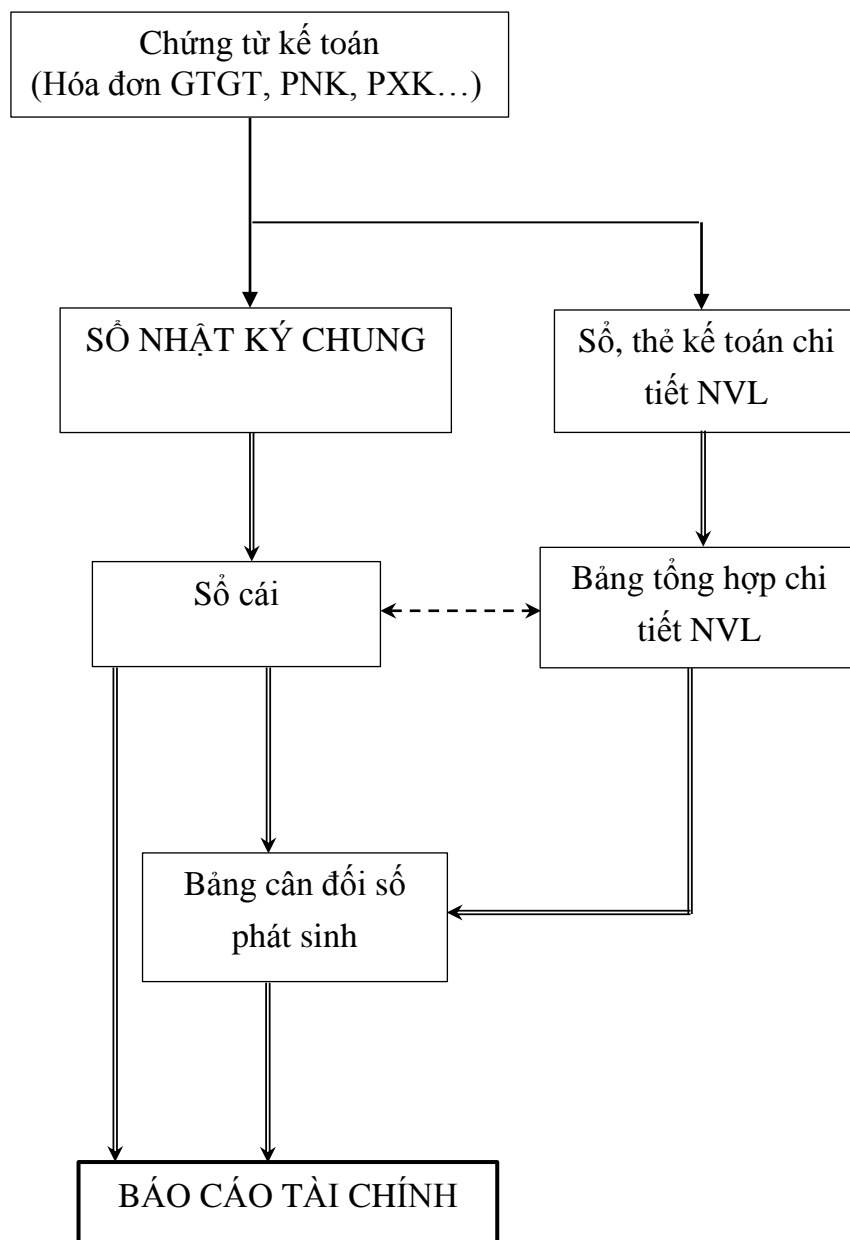 Chứng từ kế toán
(Hóa đơn GTGT, PNK, PXK…)
SỔ NHẬT KÝ CHUNG
Sổ, thẻ kế toán chi
tiết NVL
Sổ cái
Bảng tổng hợp chi
tiết NVL
Bảng cân đối số
phát sinh
BÁO CÁO TÀI CHÍNH